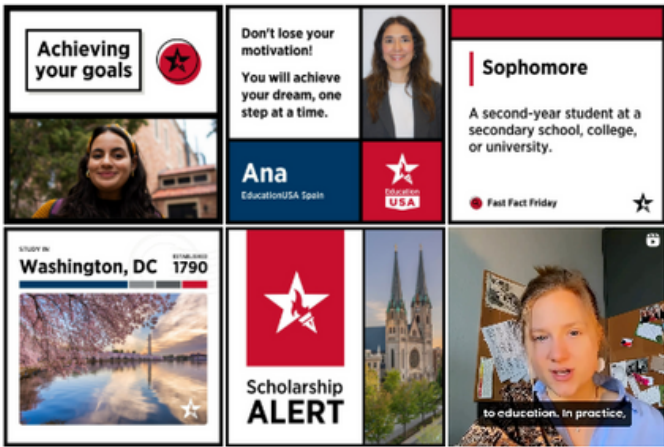 Achieving
your goals
Don't lose your
motivation!
You will achieve
your dream, one
step at a time.
Ana
EducationUSA Spain
Education
USA
Sophomore
A second-year student at a
secondary school, college,
or university.
Fast Fact Friday
STUDY IN
Washington, DC
ESTABLISHED
1790
Scholarship
ALERT
to education. In practice,